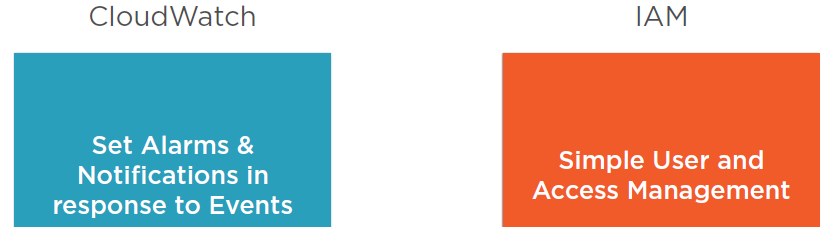 CloudWatch
Set Alarms &
Notifications in
response to Events
IAM
Simple User and
Access Management